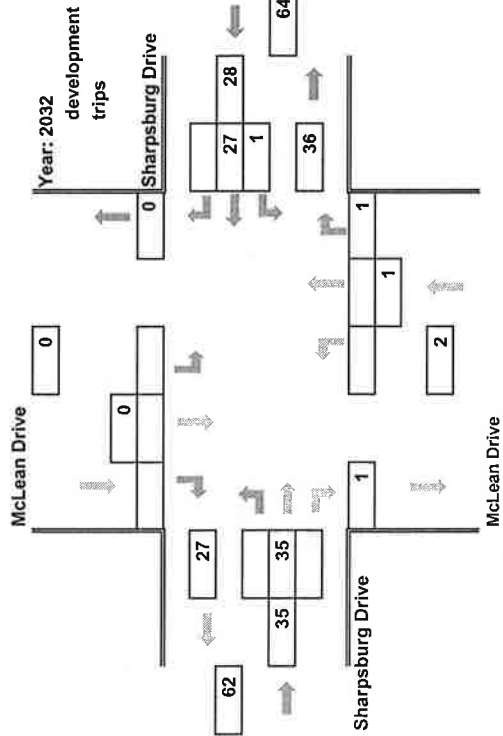 McLean Drive
Year: 2032
development
trips
0
Sharpsburg Drive
0
0
27
28
64
62
27
1
35
35
36
1
1
1
2
Sharpsburg Drive
McLean Drive